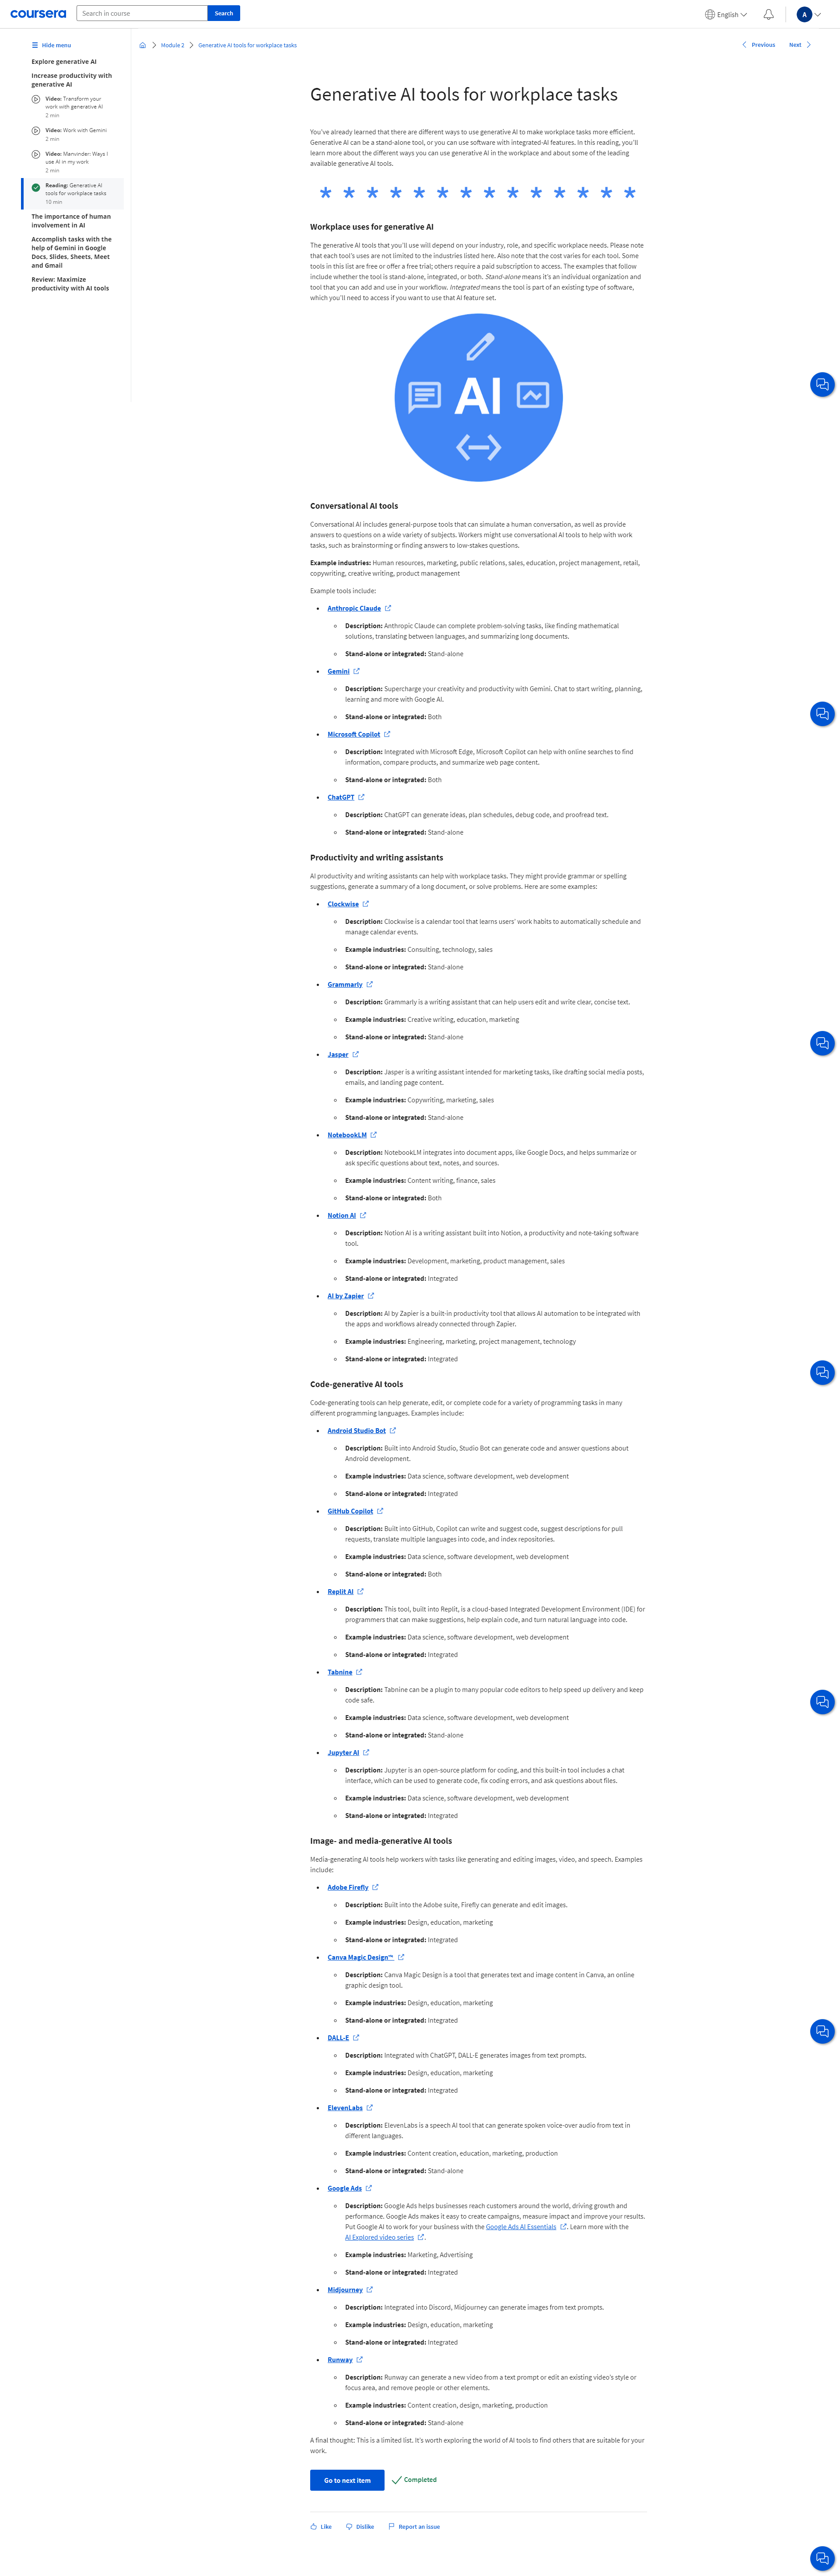 coursera
Search in course
Search
English
A
Hide menu
Module 2
Generative AI tools for workplace tasks
Previous
Next
Explore generative AI
Increase productivity with
generative AI
Video: Transform your
work with generative AI
2 min
Video: Work with Gemini
2 min
Video: Manvinder: Ways I
use AI in my work
2 min
Reading: Generative AI
tools for workplace tasks
10 min
The importance of human
involvement in AI
Accomplish tasks with the
help of Gemini in Google
Docs, Slides, Sheets, Meet
and Gmail
Review: Maximize
productivity with AI tools
Generative AI tools for workplace tasks
You've already learned that there are different ways to use generative AI to make workplace tasks more efficient.
Generative AI can be a stand-alone tool, or you can use software with integrated-AI features. In this reading, you'll
learn more about the different ways you can use generative AI in the workplace and about some of the leading
available generative AI tools.
* * * * * * * * * * * * * *
Workplace uses for generative AI
The generative AI tools that you'll use will depend on your industry, role, and specific workplace needs. Please note
that each tool's use is not limited to the industries listed here. Also note that the cost varies for each tool. Some
tools in this list are free or offer a free trial; others require a paid subscription to access. The examples that follow
include whether the tool is stand-alone, integrated, or both. Stand-alone means it's an individual organization and
tool that you can add and use in your workflow. Integrated means the tool is part of an existing type of software,
which you'll need to access if you want to use that AI feature set.
AI
Conversational AI tools
Conversational AI includes general-purpose tools that can simulate a human conversation, as well as provide
answers to questions on a wide variety of subjects. Workers might use conversational AI tools to help with work
tasks, such as brainstorming or finding answers to low-stakes questions.
Example industries: Human resources, marketing, public relations, sales, education, project management, retail,
copywriting, creative writing, product management
Example tools include:
Anthropic Claude
Description: Anthropic Claude can complete problem-solving tasks, like finding mathematical
solutions, translating between languages, and summarizing long documents.
Stand-alone or integrated: Stand-alone
Gemini
Description: Supercharge your creativity and productivity with Gemini. Chat to start writing, planning,
learning and more with Google AI.
Stand-alone or integrated: Both
Microsoft Copilot
Description: Integrated with Microsoft Edge, Microsoft Copilot can help with online searches to find
information, compare products, and summarize web page content.
Stand-alone or integrated: Both
ChatGPT
Description: ChatGPT can generate ideas, plan schedules, debug code, and proofread text.
Stand-alone or integrated: Stand-alone
Productivity and writing assistants
AI productivity and writing assistants can help with workplace tasks. They might provide grammar or spelling
suggestions, generate a summary of a long document, or solve problems. Here are some examples:
Clockwise
Description: Clockwise is a calendar tool that learns users' work habits to automatically schedule and
manage calendar events.
Example industries: Consulting, technology, sales
Stand-alone or integrated: Stand-alone
Grammarly
Description: Grammarly is a writing assistant that can help users edit and write clear, concise text.
Example industries: Creative writing, education, marketing
Stand-alone or integrated: Stand-alone
Jasper
Description: Jasper is a writing assistant intended for marketing tasks, like drafting social media posts,
emails, and landing page content.
Example industries: Copywriting, marketing, sales
Stand-alone or integrated: Stand-alone
NotebookLM
Description: NotebookLM integrates into document apps, like Google Docs, and helps summarize or
ask specific questions about text, notes, and sources.
Example industries: Content writing, finance, sales
Stand-alone or integrated: Both
Notion AI
Description: Notion AI is a writing assistant built into Notion, a productivity and note-taking software
tool.
Example industries: Development, marketing, product management, sales
Stand-alone or integrated: Integrated
AI by Zapier
Description: AI by Zapier is a built-in productivity tool that allows AI automation to be integrated with
the apps and workflows already connected through Zapier.
Example industries: Engineering, marketing, project management, technology
Stand-alone or integrated: Integrated
Code-generative AI tools
Code-generating tools can help generate, edit, or complete code for a variety of programming tasks in many
different programming languages. Examples include:
Android Studio Bot
Description: Built into Android Studio, Studio Bot can generate code and answer questions about
Android development.
Example industries: Data science, software development, web development
Stand-alone or integrated: Integrated
GitHub Copilot
Description: Built into GitHub, Copilot can write and suggest code, suggest descriptions for pull
requests, translate multiple languages into code, and index repositories.
Example industries: Data science, software development, web development
Stand-alone or integrated: Both
Replit AI
Description: This tool, built into Replit, is a cloud-based Integrated Development Environment (IDE) for
programmers that can make suggestions, help explain code, and turn natural language into code.
Example industries: Data science, software development, web development
Stand-alone or integrated: Integrated
Tabnine
Description: Tabnine can be a plugin to many popular code editors to help speed up delivery and keep
code safe.
Example industries: Data science, software development, web development
Stand-alone or integrated: Stand-alone
Jupyter AI
Description: Jupyter is an open-source platform for coding, and this built-in tool includes a chat
interface, which can be used to generate code, fix coding errors, and ask questions about files.
Example industries: Data science, software development, web development
Stand-alone or integrated: Integrated
Image- and media-generative AI tools
Media-generating AI tools help workers with tasks like generating and editing images, video, and speech. Examples
include:
Adobe Firefly
Description: Built into the Adobe suite, Firefly can generate and edit images.
Example industries: Design, education, marketing
Stand-alone or integrated: Integrated
Canva Magic Design™
Description: Canva Magic Design is a tool that generates text and image content in Canva, an online
graphic design tool.
Example industries: Design, education, marketing
Stand-alone or integrated: Integrated
DALL-E
Description: Integrated with ChatGPT, DALL-E generates images from text prompts.
Example industries: Design, education, marketing
Stand-alone or integrated: Integrated
ElevenLabs
Description: ElevenLabs is a speech AI tool that can generate spoken voice-over audio from text in
different languages.
Example industries: Content creation, education, marketing, production
Stand-alone or integrated: Stand-alone
Google Ads
Description: Google Ads helps businesses reach customers around the world, driving growth and
performance. Google Ads makes it easy to create campaigns, measure impact and improve your results.
Put Google AI to work for your business with the Google Ads AI Essentials . Learn more with the
AI Explored video series .
Example industries: Marketing, Advertising
Stand-alone or integrated: Integrated
Midjourney
Description: Integrated into Discord, Midjourney can generate images from text prompts.
Example industries: Design, education, marketing
Stand-alone or integrated: Integrated
Runway
Description: Runway can generate a new video from a text prompt or edit an existing video's style or
focus area, and remove people or other elements.
Example industries: Content creation, design, marketing, production
Stand-alone or integrated: Stand-alone
A final thought: This is a limited list. It's worth exploring the world of AI tools to find others that are suitable for your
work.
Go to next item
Completed
Like
Dislike
Report an issue